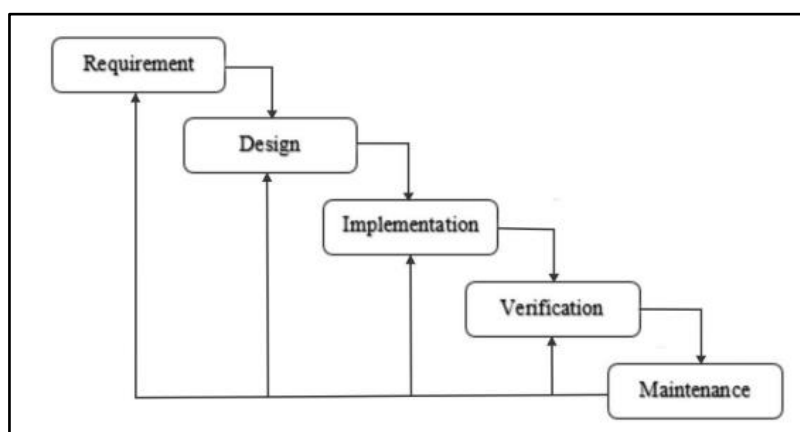 Requirement
Design
Implementation
Verification
Maintenance